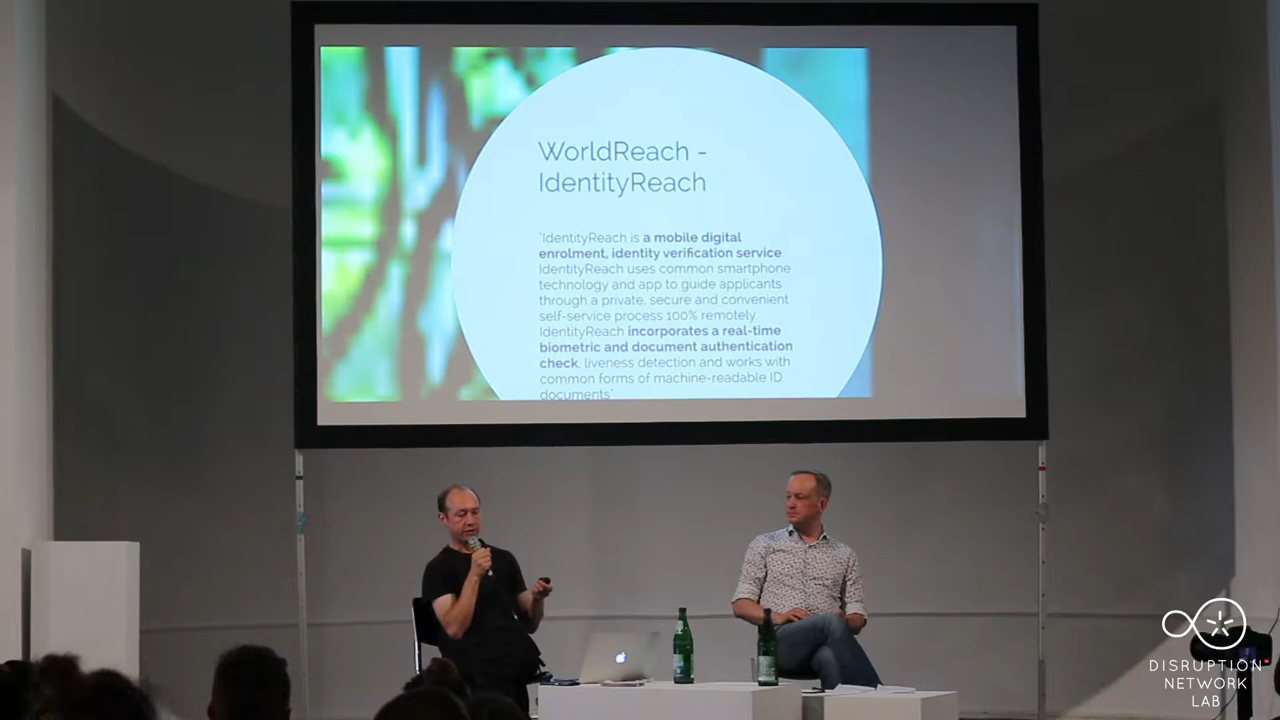 WorldReach -
IdentityReach
"IdentityReach is a mobile digital
enrolment, identity verification service
IdentityReach uses common smartphone
technology and app to guide applicants
through a private, secure and convenient
self-service process 100% remotely.
IdentityReach incorporates a real-time
biometric and document authentication
check, liveness detection and works with
common forms of machine-readable ID
documents"
DISRUPTION
NETWORK
LAB